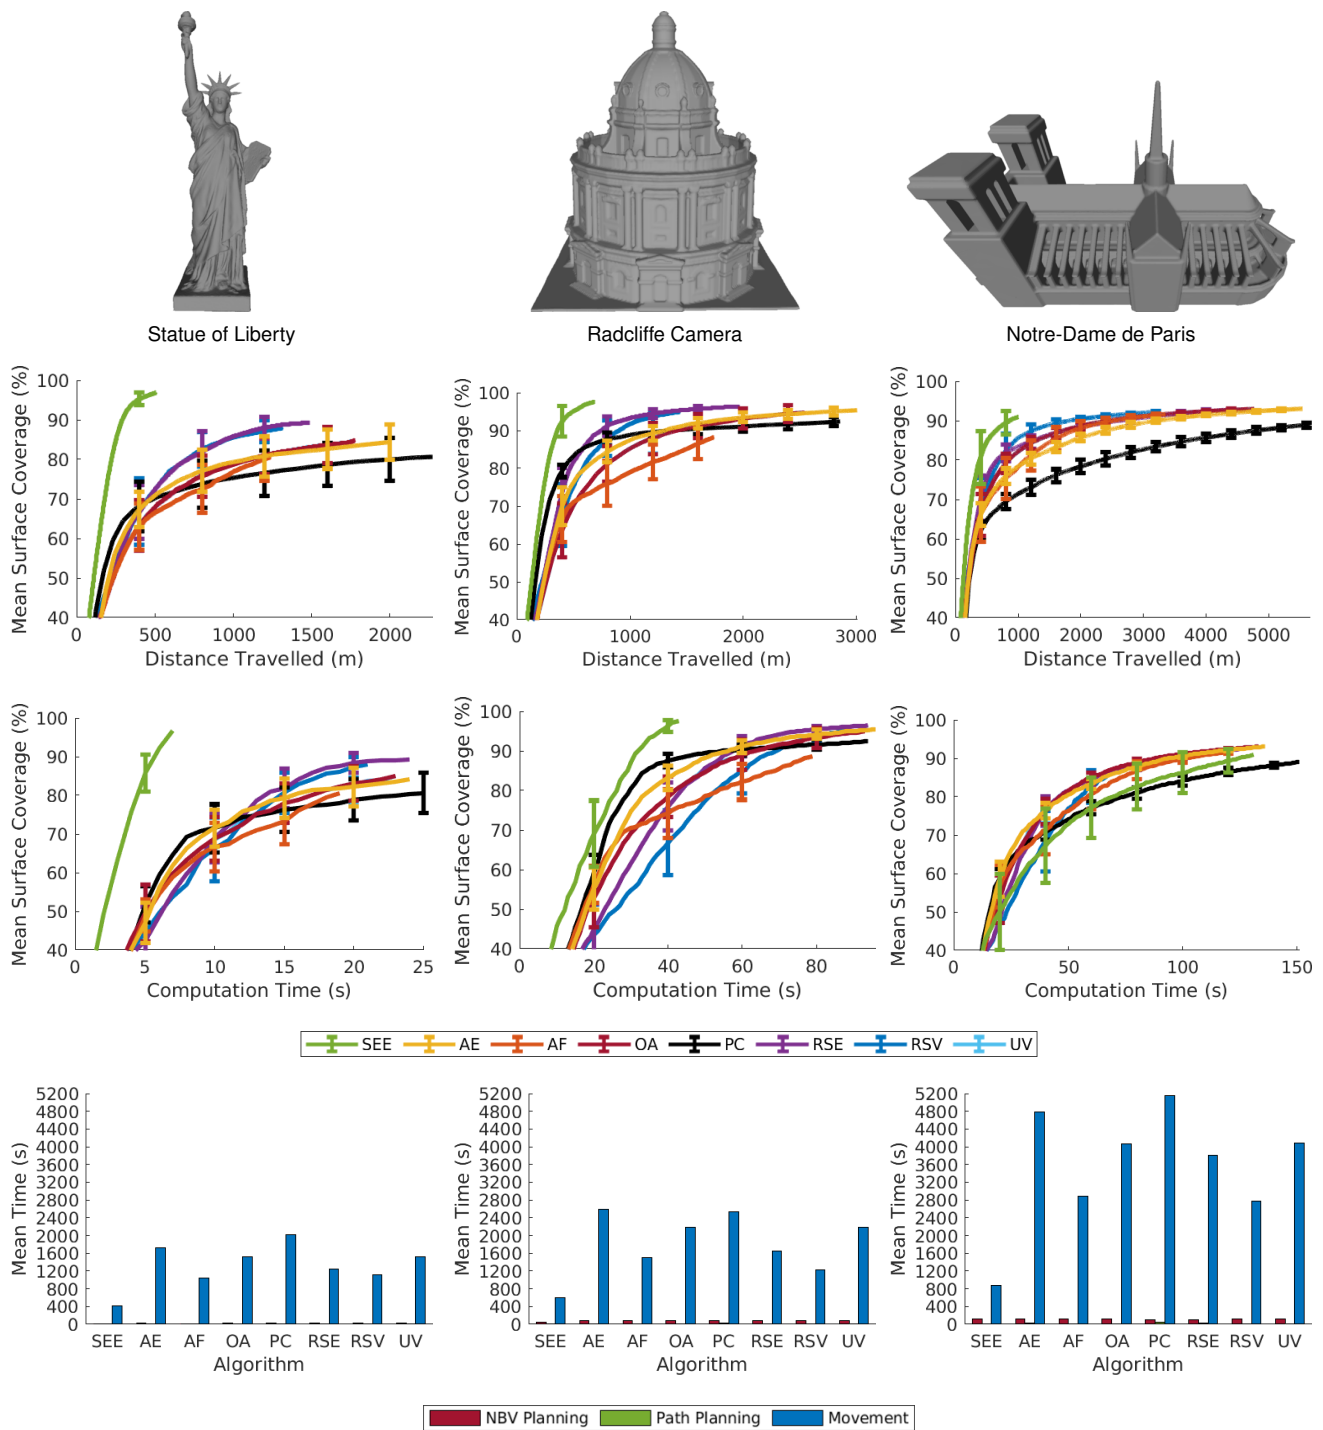 Statue of Liberty
Radcliffe Camera
Notre-Dame de Paris
Mean Surface Coverage (%)
100
90
80
70
60
50
40
0 500 1000 1500 2000
Distance Travelled (m)
Mean Surface Coverage (%)
100
90
80
70
60
50
40
0 1000 2000 3000
Distance Travelled (m)
Mean Surface Coverage (%)
100
90
80
70
60
50
40
0 1000 2000 3000 4000 5000
Distance Travelled (m)
Mean Surface Coverage (%)
100
90
80
70
60
50
40
0 5 10 15 20 25
Computation Time (s)
Mean Surface Coverage (%)
100
90
80
70
60
50
40
0 20 40 60 80
Computation Time (s)
Mean Surface Coverage (%)
100
90
80
70
60
50
40
0 50 100 150
Computation Time (s)
SEE AE AF OA PC RSE RSV UV
Mean Time (s)
5200
4800
4400
4000
3600
3200
2800
2400
2000
1600
1200
800
400
0
SEE AE AF OA PC RSE RSV UV
Algorithm
Mean Time (s)
5200
4800
4400
4000
3600
3200
2800
2400
2000
1600
1200
800
400
0
SEE AE AF OA PC RSE RSV UV
Algorithm
Mean Time (s)
5200
4800
4400
4000
3600
3200
2800
2400
2000
1600
1200
800
400
0
SEE AE AF OA PC RSE RSV UV
Algorithm
NBV Planning Path Planning Movement